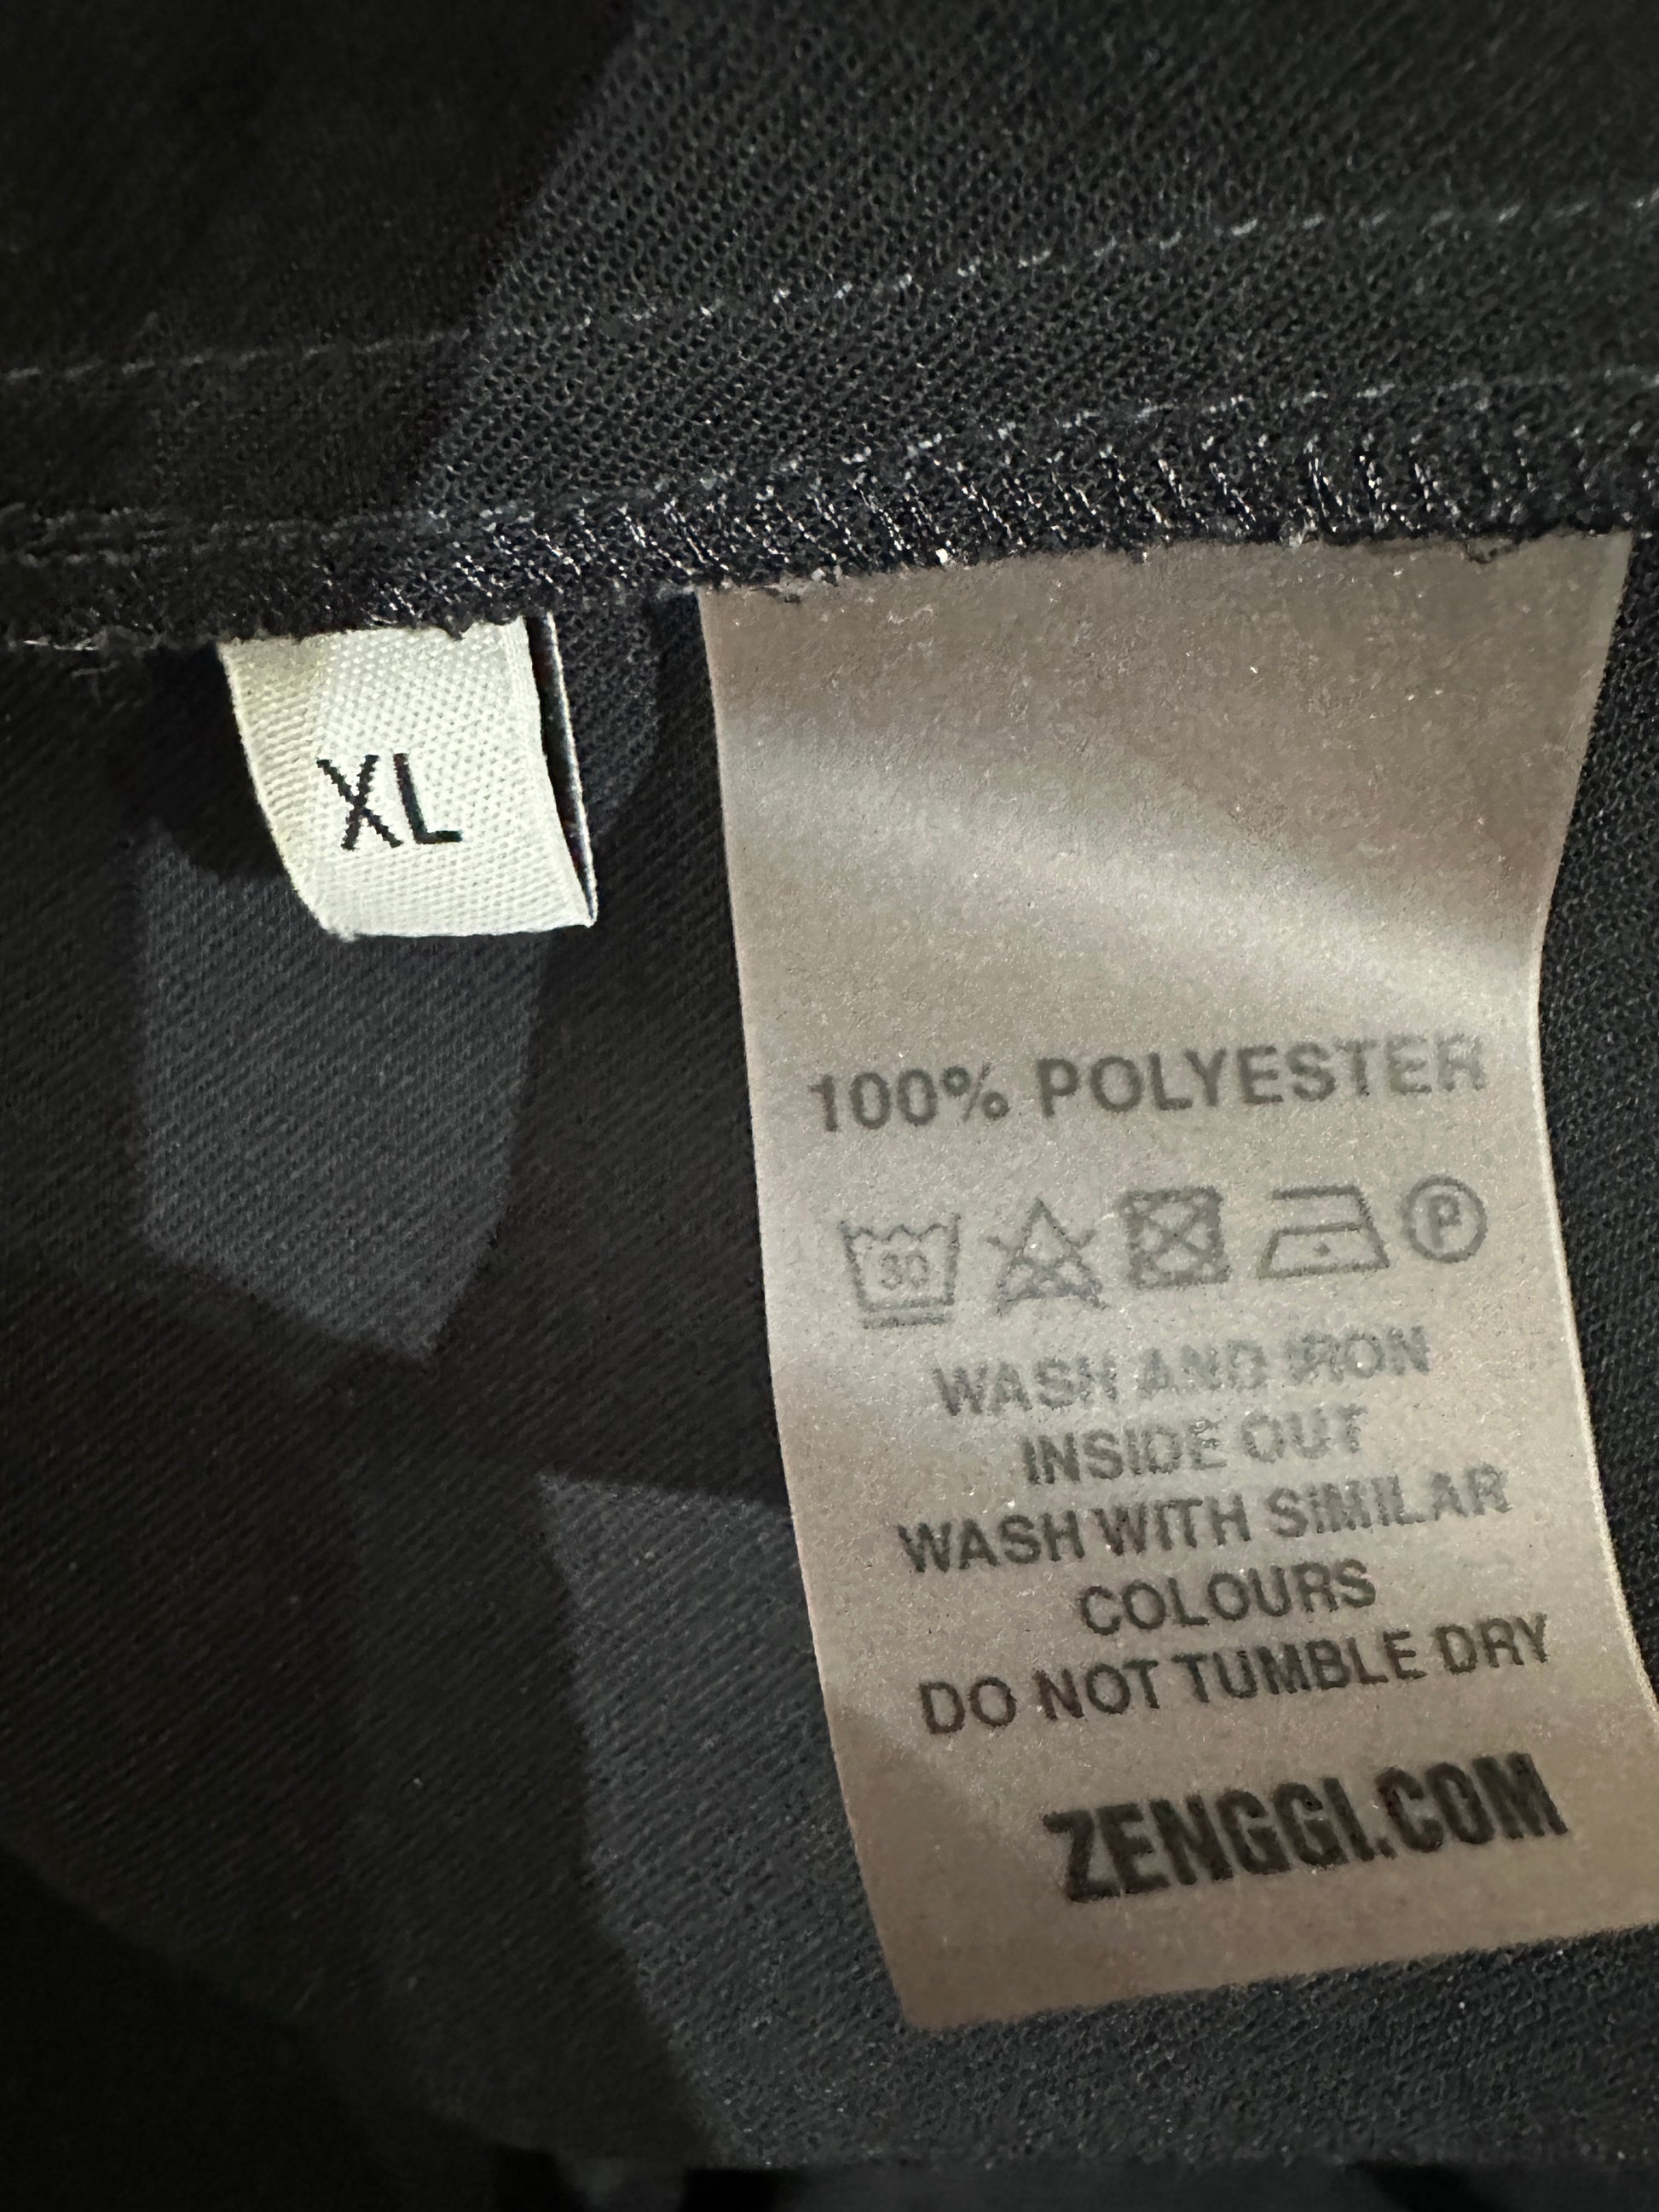 XL
100% POLYESTER
30
P
WASH AND IRON
INSIDE OUT
WASH WITH SIMILAR
COLOURS
DO NOT TUMBLE DRY
ZENGGI.COM